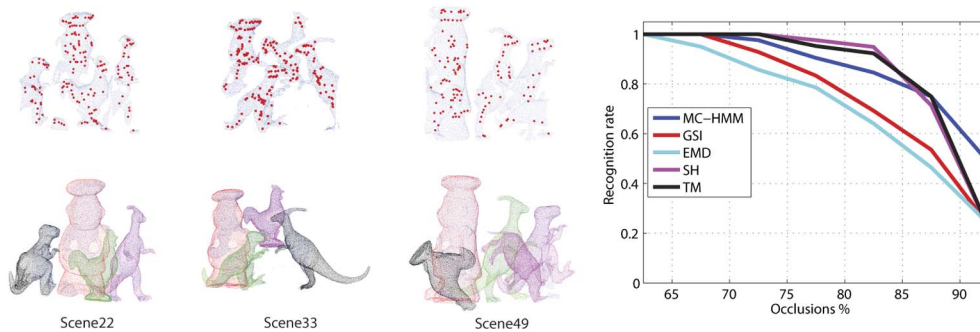 Scene22
Scene33
Scene49
Recognition rate
1
0.8
0.6
0.4
0.2
0
MC-HMM
GSI
EMD
SH
TM
65 70 75 80 85 90
Occlusions %